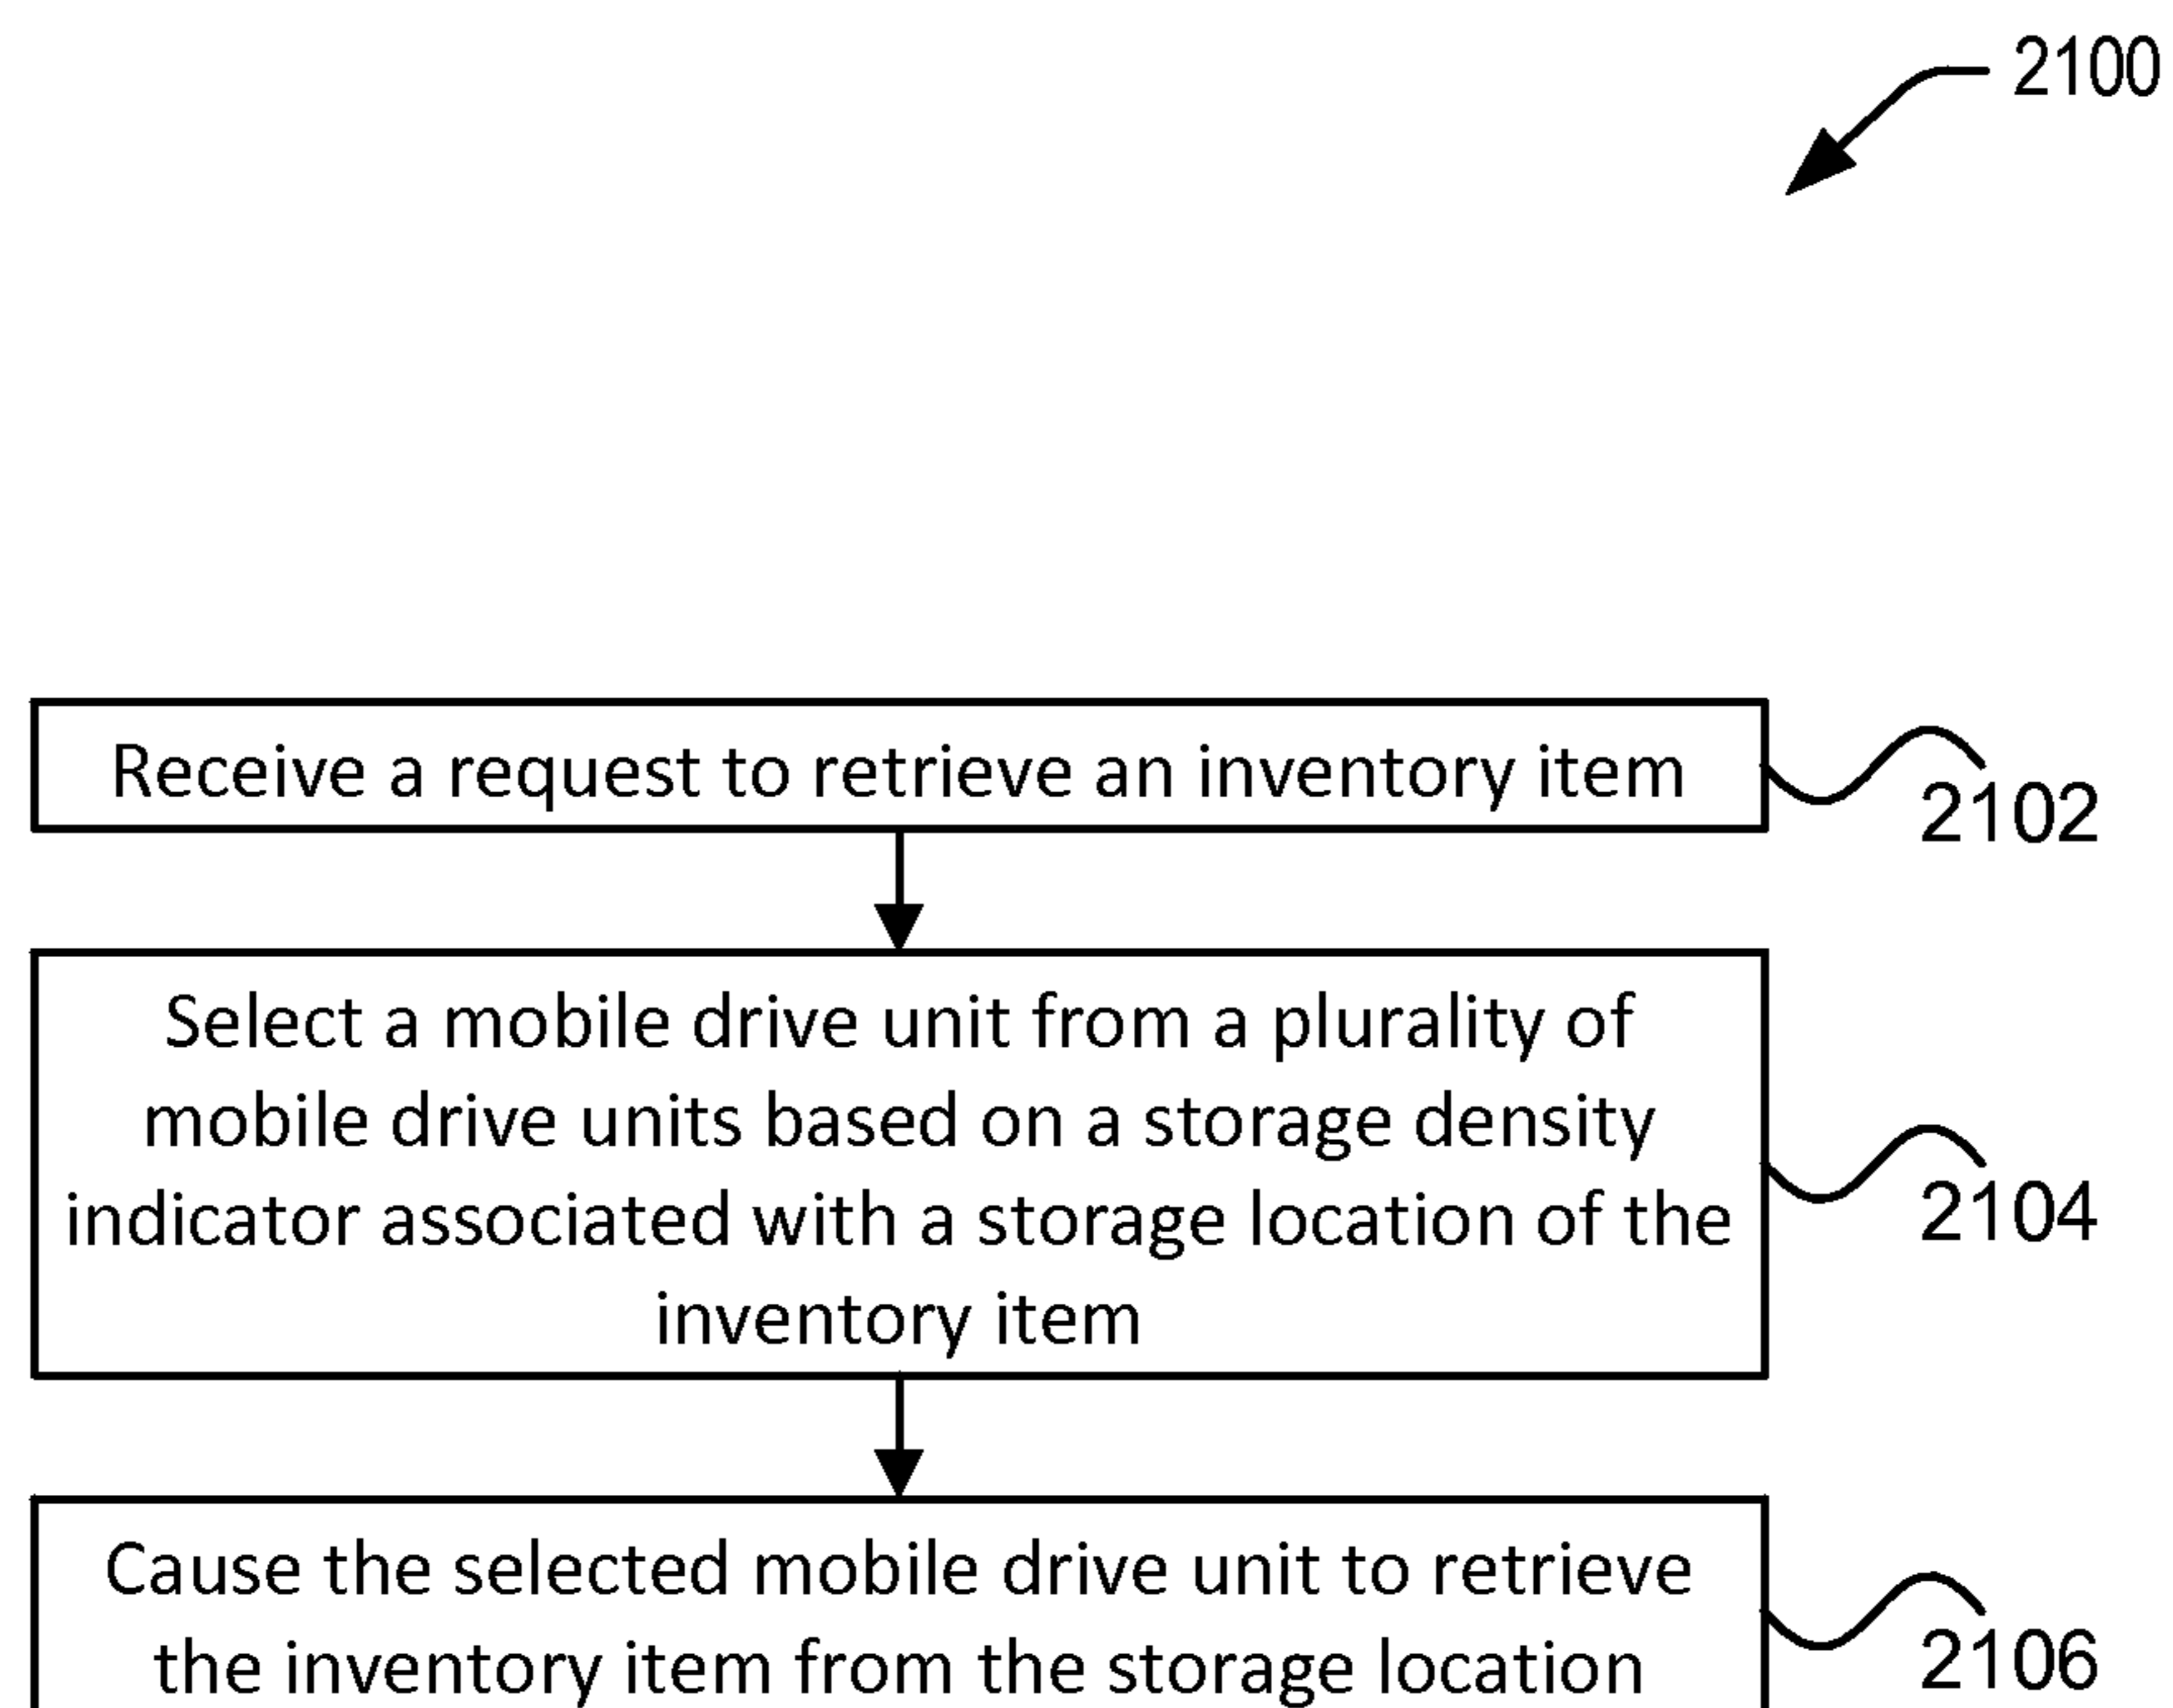 2100
Receive a request to retrieve an inventory item
2102
Select a mobile drive unit from a plurality of
mobile drive units based on a storage density
indicator associated with a storage location of the
inventory item
2104
Cause the selected mobile drive unit to retrieve
the inventory item from the storage location
2106